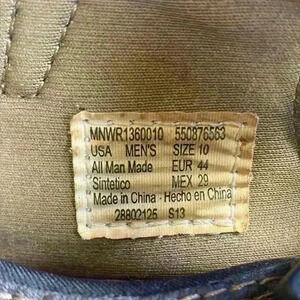 MNWR1360010 550876563
USA MEN'S SIZE 10
All Man Made EUR 44
Sintetico MEX 29
Made in China · Hecho en China
28802125 S13